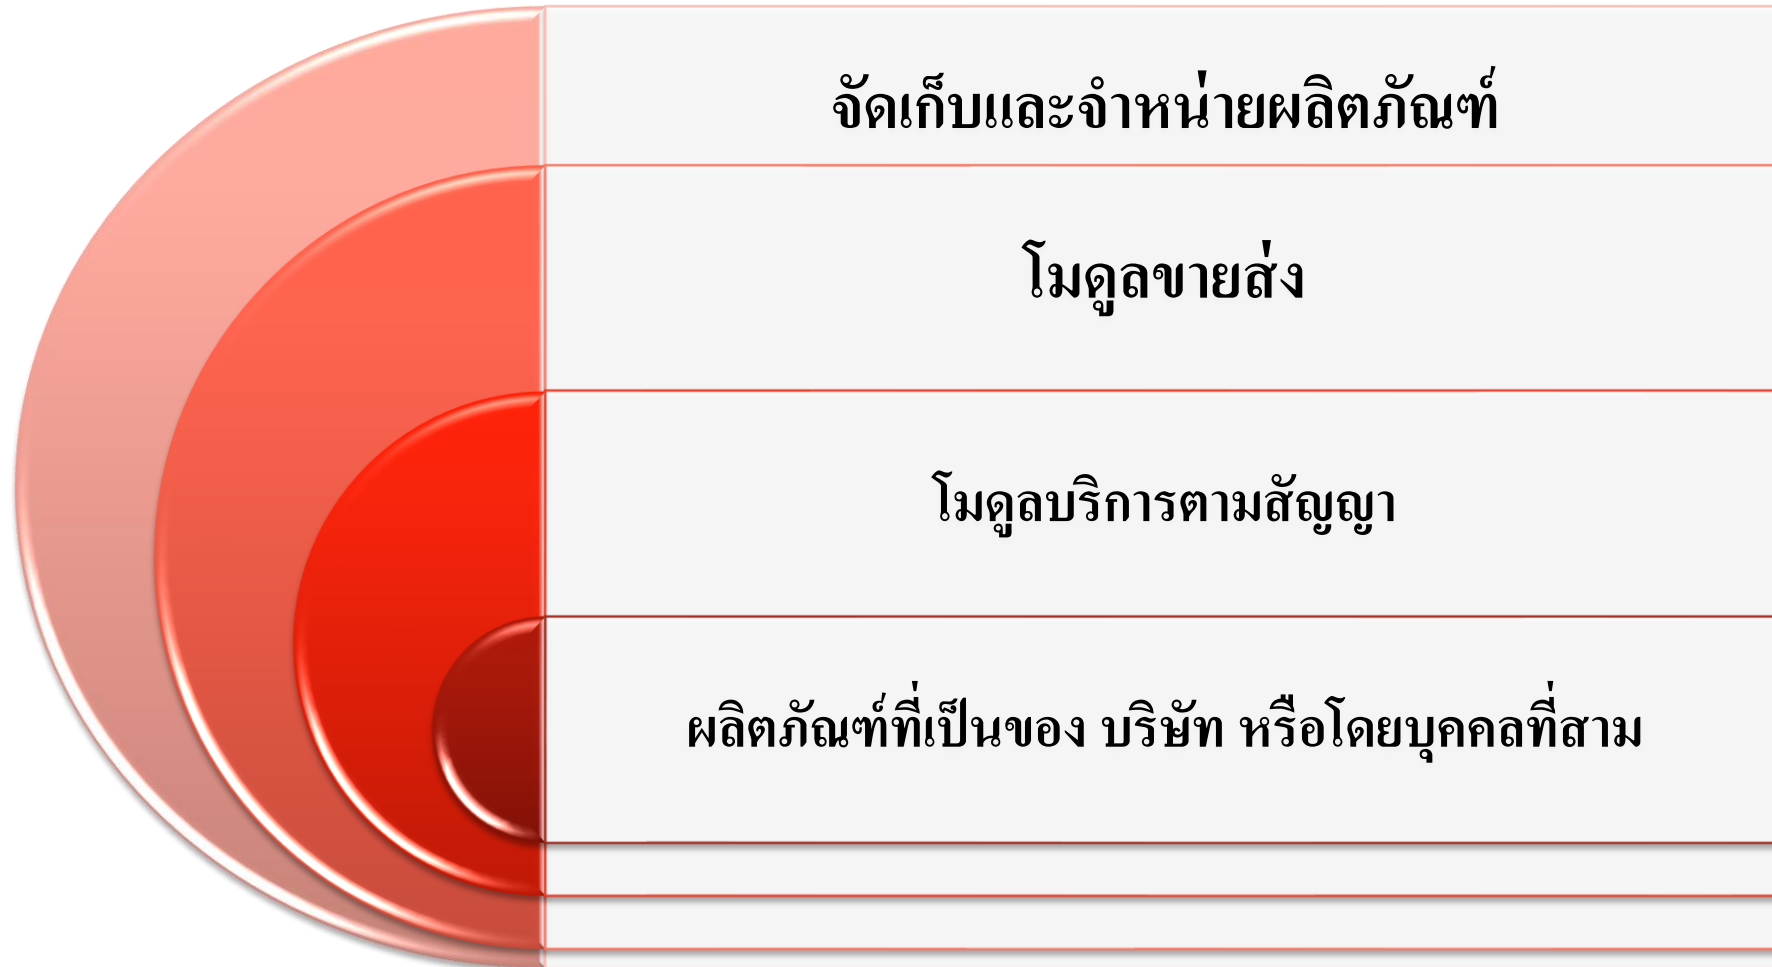 จัดเก็บและจำหน่ายผลิตภัณฑ์
โมดูลขายส่ง
โมดูลบริการตามสัญญา
ผลิตภัณฑ์ที่เป็นของ บริษัท หรือโดยบุคคลที่สาม